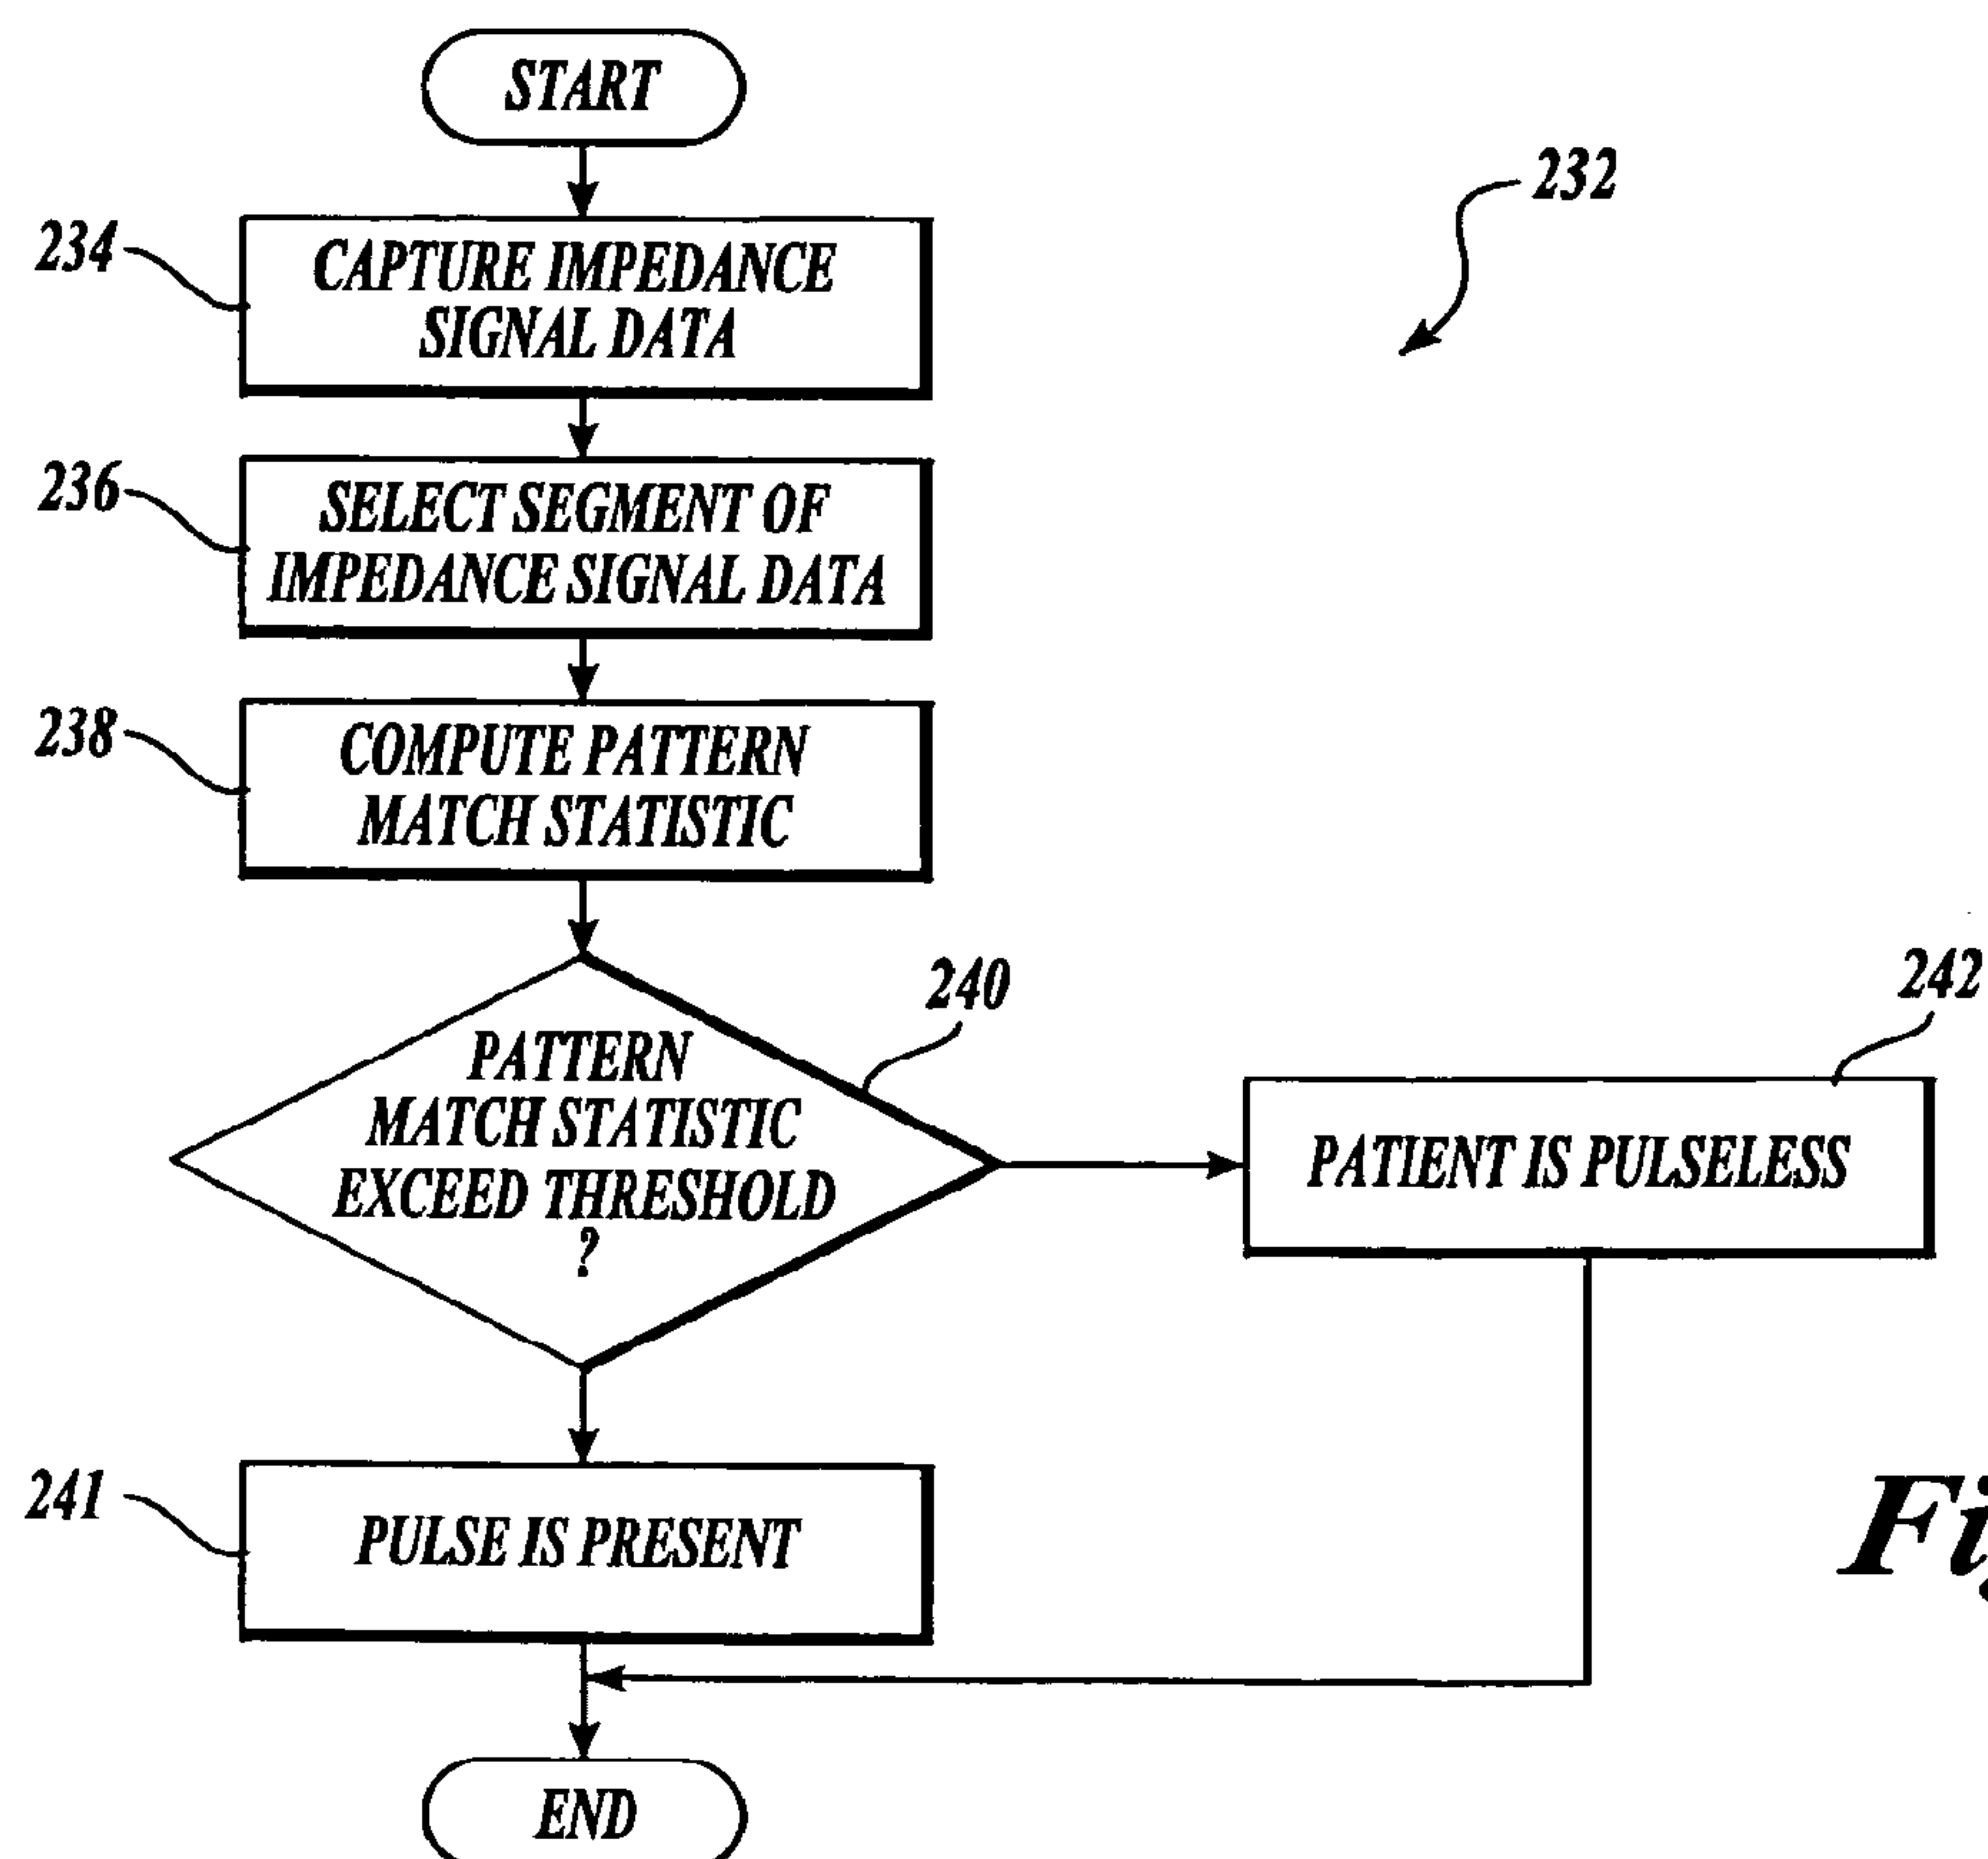 START
232
234
CAPTURE IMPEDANCE
SIGNAL DATA
236
SELECT SEGMENT OF
IMPEDANCE SIGNAL DATA
238
COMPUTE PATTERN
MATCH STATISTIC
240
PATTERN
MATCH STATISTIC
EXCEED THRESHOLD
?
242
PATIENT IS PULSELESS
241
PULSE IS PRESENT
END